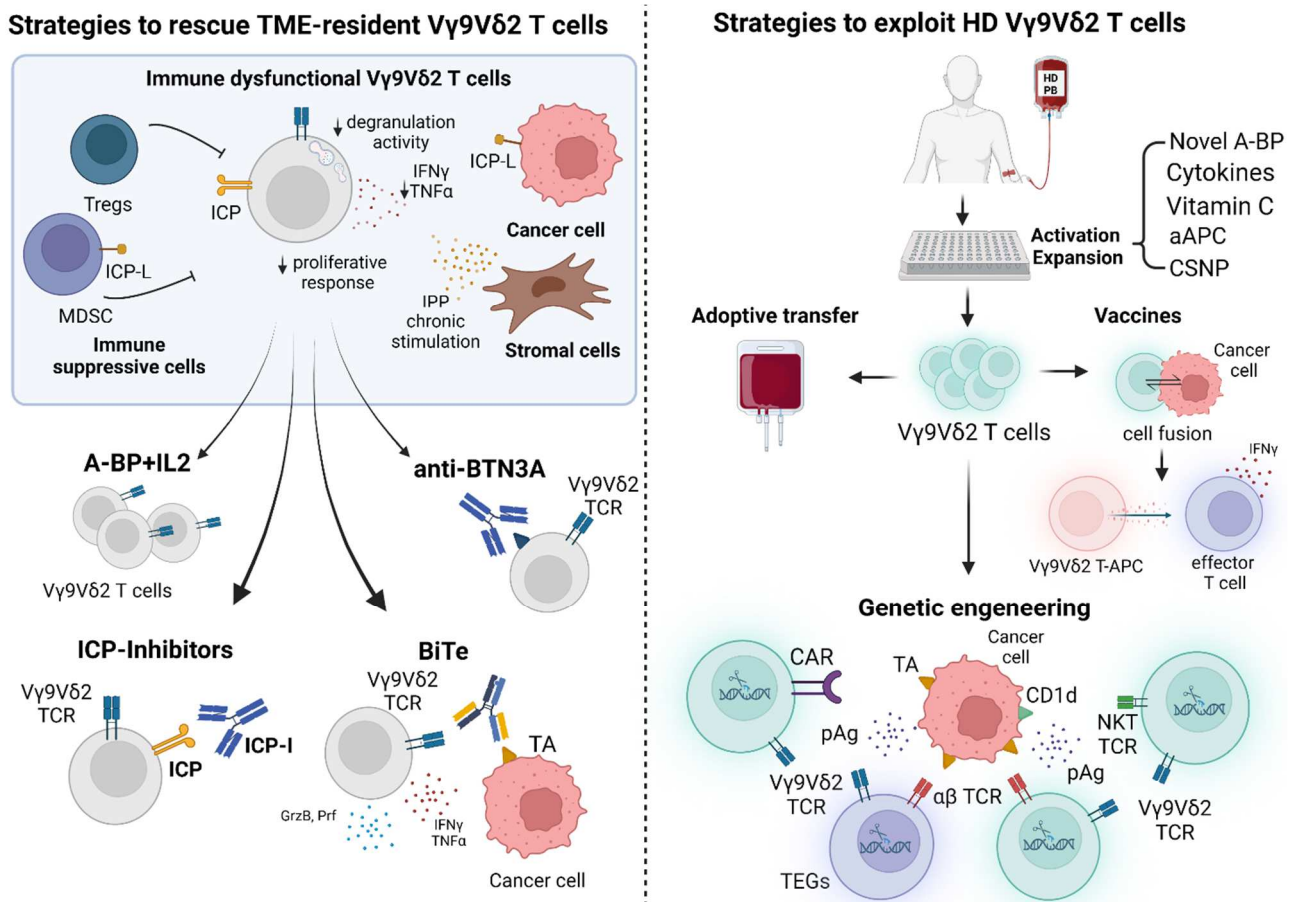 Strategies to rescue TME-resident Vγ9Vδ2 T cells
Immune dysfunctional Vγ9Vδ2 T cells
Tregs
ICP-L
MDSC
Immune
suppressive cells
ICP
degranulation
activity
IFNγ
TNFα
proliferative
response
ICP-L
Cancer cell
IPP
chronic
stimulation
Stromal cells
A-BP+IL2
Vγ9Vδ2 T cells
anti-BTN3A
Vγ9Vδ2
TCR
ICP-Inhibitors
Vγ9Vδ2
TCR
ICP
ICP-I
BiTe
Vγ9Vδ2
TCR
TA
GrzB, Prf
IFNγ
TNFα
Cancer cell
Strategies to exploit HD Vγ9Vδ2 T cells
HD
PB
Activation
Expansion
Novel A-BP
Cytokines
Vitamin C
aAPC
CSNP
Adoptive transfer
Vγ9Vδ2 T cells
Vaccines
Cancer
cell
cell fusion
IFNγ
Vγ9Vδ2 T-APC
effector
T cell
Genetic engeneering
CAR
Vγ9Vδ2
TCR
TA
Cancer
cell
CD1d
pAg
pAg
NKT
TCR
Vγ9Vδ2
TCR
αβ TCR
TEGs